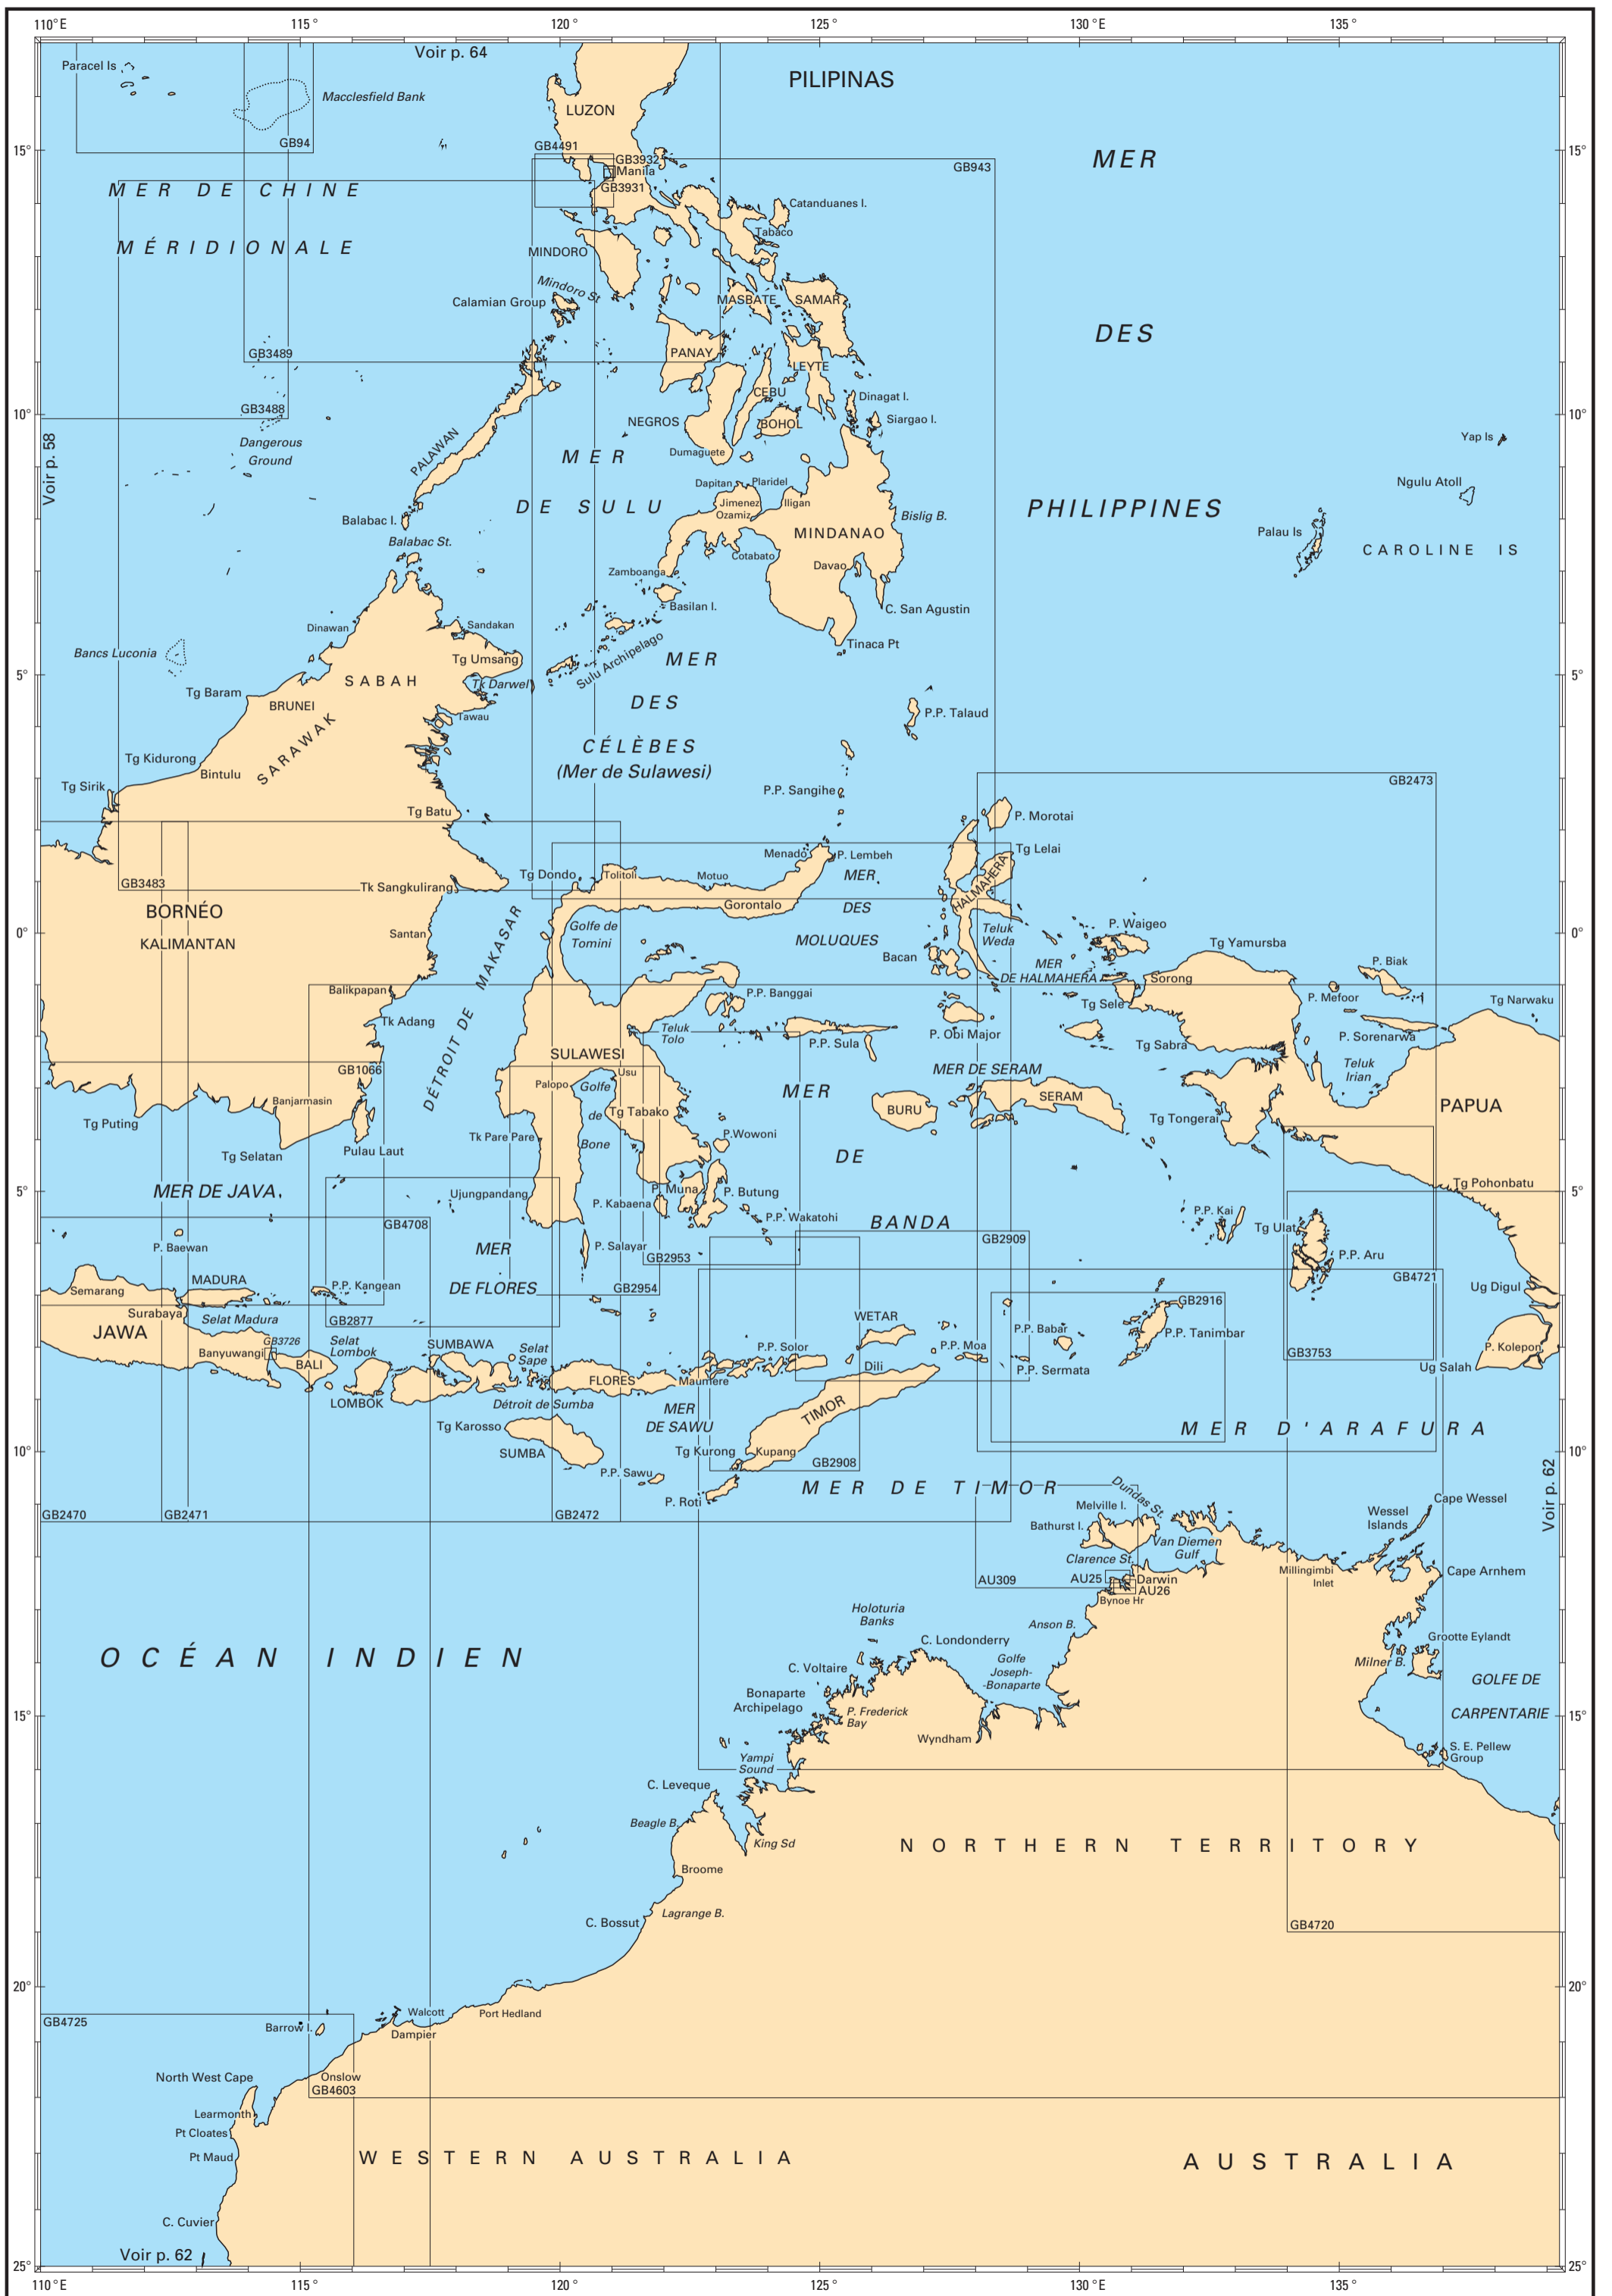 110° E
115 °
120 °
125 °
130 °E
135 °
Voir p. 64
Paracel Is
Macclesfield Bank
PILIPINAS
LUZON
GB94
GB4491
15°
15°
GB3932
Manila
GB3931
GB943
MER
MER DE CHINE
MÉRIDIONALE
Catanduanes I.
Tabaco
MINDORO
Mindoro St
Calamian Group
MASBATE
SAMAR
DES
GB3489
PANAY
LEYTE
GB3488
CEBU
Dinagat I.
10°
10°
NEGROS
BOHOL
Siargao I.
Dangerous
Ground
Voir p. 58
PALAWAN
Dumaguete
Yap Is
MER
DE SULU
Dapitan
Plaridel
Jimenez
Iligan
Ozamiz
Ngulu Atoll
Balabac I.
Bislig B.
PHILIPPINES
MINDANAO
Balabac St.
Palau Is
CAROLINE IS
Cotabato
Davao
Zamboanga
Basilan I.
C. San Agustin
Dinawan
Sandakan
Tinaca Pt
Bancs Luconia
Tg Umsang
Sulu Archipelago
MER
5°
5°
SABAH
Tk Darwel
Tg Baram
BRUNEI
DES
Tawau
P.P. Talaud
SARAWAK
CÉLÈBES
(Mer de Sulawesi)
Tg Kidurong
Bintulu
Tg Sirik
P.P. Sangihe
GB2473
Tg Batu
P. Morotai
Menado
P. Lembeh
Tg Lelai
GB3483
Tk Sangkulirang
Tg Dondo
Tolitoli
Motuo
MER
HALMAHERA
BORNÉO
Gorontalo
DES
KALIMANTAN
Santan
Golfe de
Tomini
MOLUQUES
Teluk
Weda
P. Waigeo
0°
0°
Tg Yamursba
Bacan
MER
DE HALMAHERA
Sorong
P. Biak
DÉTROIT DE MAKASAR
Balikpapan
P.P. Banggai
Tg Sele
P. Mefoor
Tg Narwaku
Tk Adang
Teluk
Tolo
P.P. Sula
P. Obi Major
Tg Sabra
P. Sorenarwa
SULAWESI
MER DE SERAM
Teluk
Irian
GB1066
Usu
Palopo
Golfe
MER
Banjarmasin
BURU
SERAM
PAPUA
Tg Puting
de
Tg Tabako
Tg Tongerai
Tk Pare Pare
Bone
P.Wowoni
Tg Selatan
Pulau Laut
DE
MER DE JAVA
Ujungpandang
P. Muna
P. Butung
Tg Pohonbatu
5°
5°
P. Kabaena
P.P. Wakatohi
P.P. Kai
GB4708
BANDA
Tg Ulat
P. Baewan
MER
P. Salayar
GB2953
GB2909
P.P. Aru
GB4721
MADURA
P.P. Kangean
DE FLORES
GB2954
Ug Digul
Semarang
Surabaya
GB2916
Selat Madura
GB2877
WETAR
JAWA
P.P. Babar
P.P. Tanimbar
GB3726
Selat
Lombok
SUMBAWA
Selat
Sape
P.P. Solor
P.P. Moa
P. Kolepon
Banyuwangi
BALI
Dili
P.P. Sermata
GB3753
Ug Salah
FLORES
Maumere
LOMBOK
Détroit de Sumba
MER
DE SAWU
TIMOR
Tg Karosso
MER D'ARAFURA
SUMBA
Tg Kurong
Kupang
10°
10°
GB2908
P.P. Sawu
P. Roti
MER DE TIMOR
Dundas St.
Melville I.
Cape Wessel
Wessel
Islands
Voir p. 62
GB2470
GB2471
GB2472
Bathurst I.
Van Diemen
Gulf
Clarence St.
AU309
AU25
Darwin
AU26
Bynoe Hr
Millingimbi
Inlet
Cape Arnhem
Holoturia
Banks
Anson B.
Grootte Eylandt
OCÉAN INDIEN
C. Londonderry
Golfe
Joseph-
-Bonaparte
Milner B.
C. Voltaire
GOLFE DE
Bonaparte
Archipelago
P. Frederick
Bay
CARPENTARIE
15°
15°
Wyndham
S. E. Pellew
Group
Yampi
Sound
C. Leveque
Beagle B.
King Sd
NORTHERN TERRITORY
Broome
Lagrange B.
C. Bossut
GB4720
20°
20°
GB4725
Walcott
Port Hedland
Barrow I.
Dampier
North West Cape
Onslow
GB4603
Learmonth
Pt Cloates
Pt Maud
WESTERN AUSTRALIA
AUSTRALIA
C. Cuvier
Voir p. 62
25°
25°
110° E
115 °
120 °
125 °
130 °E
135 °